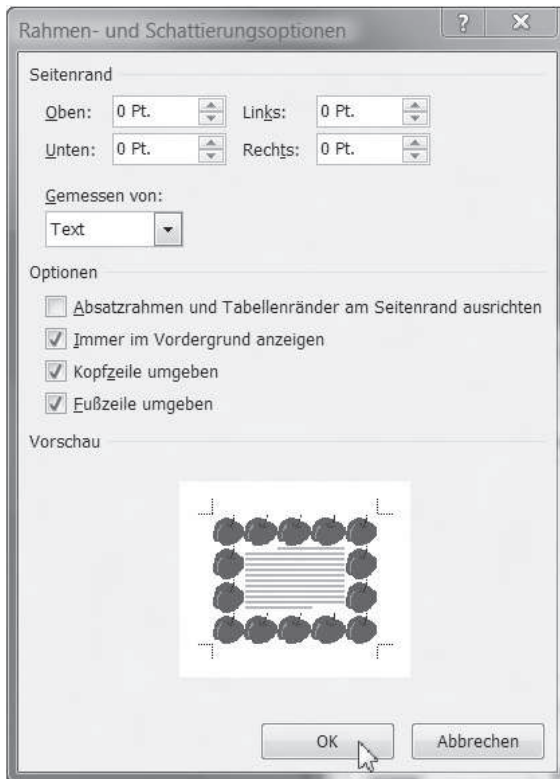 Rahmen- und Schattierungsoptionen
Seitenrand
Oben: 0 Pt. Links: 0 Pt.
Unten: 0 Pt. Rechts: 0 Pt.
Gemessen von:
Text
Optionen
Absatzrahmen und Tabellenränder am Seitenrand ausrichten
Immer im Vordergrund anzeigen
Kopfzeile umgeben
Fußzeile umgeben
Vorschau
OK Abbrechen